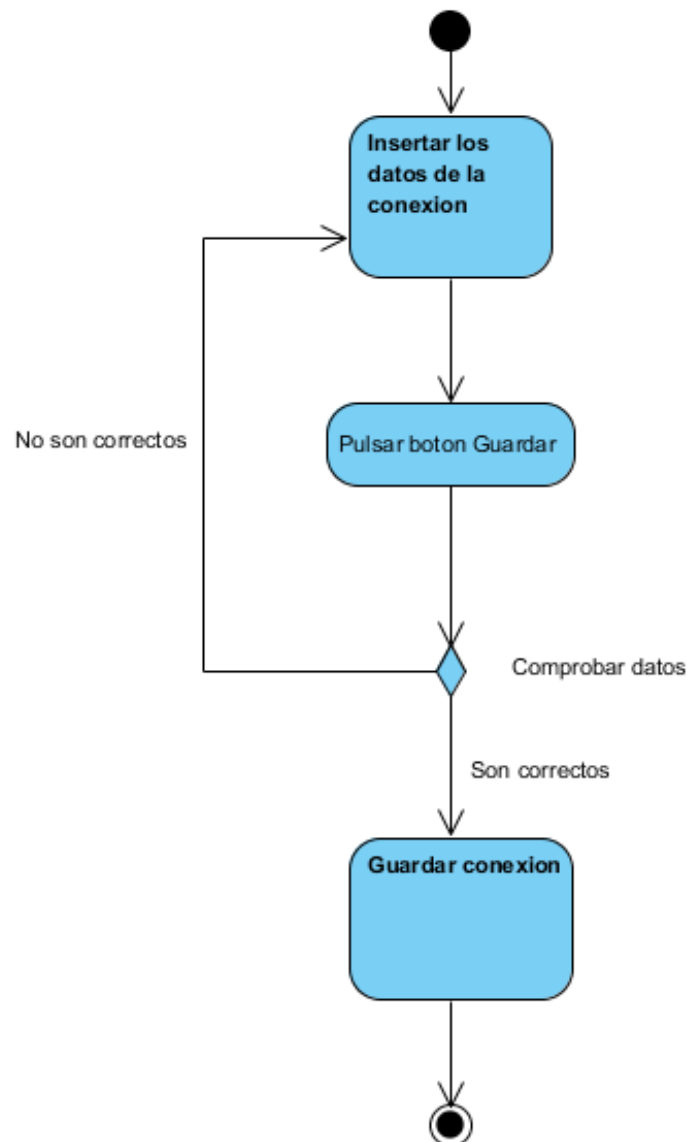 Insertar los
datos de la
conexion
No son correctos
Pulsar boton Guardar
Comprobar datos
Son correctos
Guardar conexion